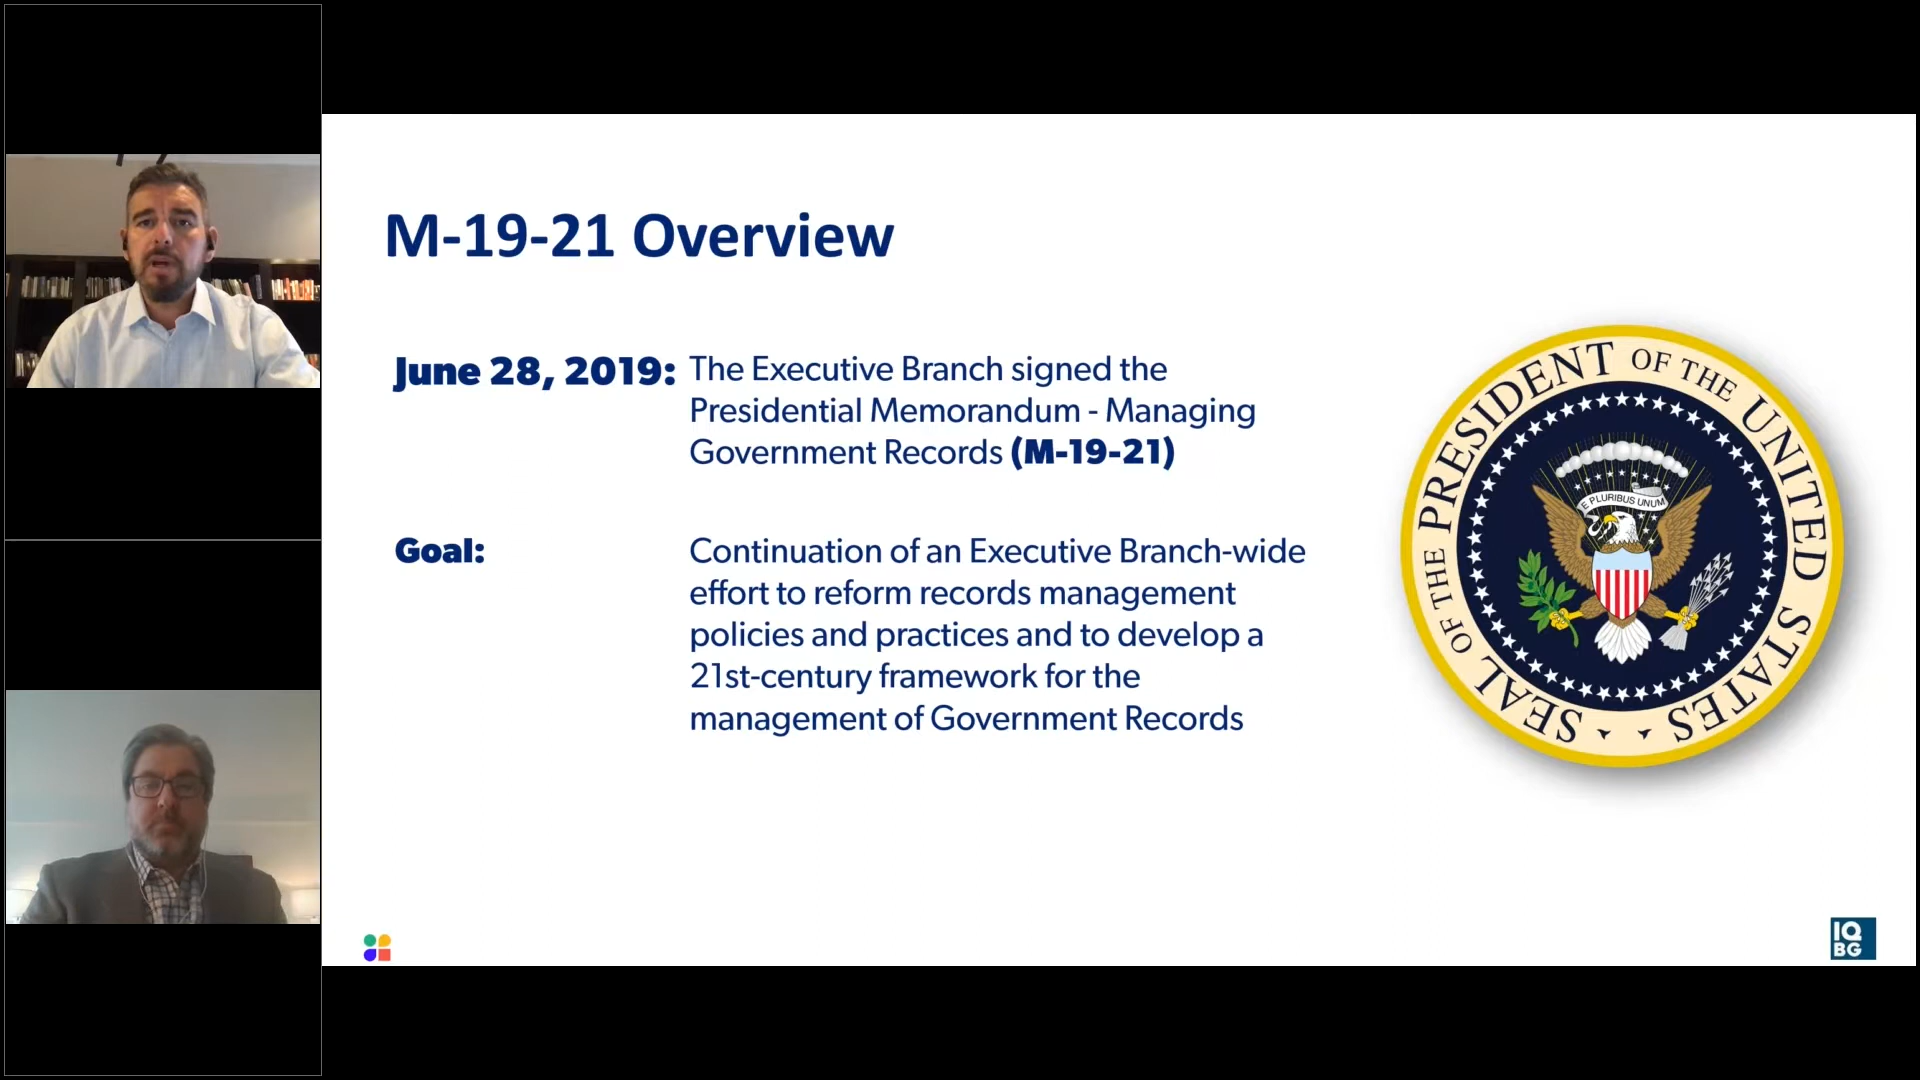 M-19-21 Overview
June 28, 2019:
The Executive Branch signed the
Presidential Memorandum - Managing
Government Records (M-19-21)
Goal:
Continuation of an Executive Branch-wide
effort to reform records management
policies and practices and to develop a
21st-century framework for the
management of Government Records
SEAL OF THE PRESIDENT OF THE UNITED STATES
E PLURIBUS UNUM
IQ
BG